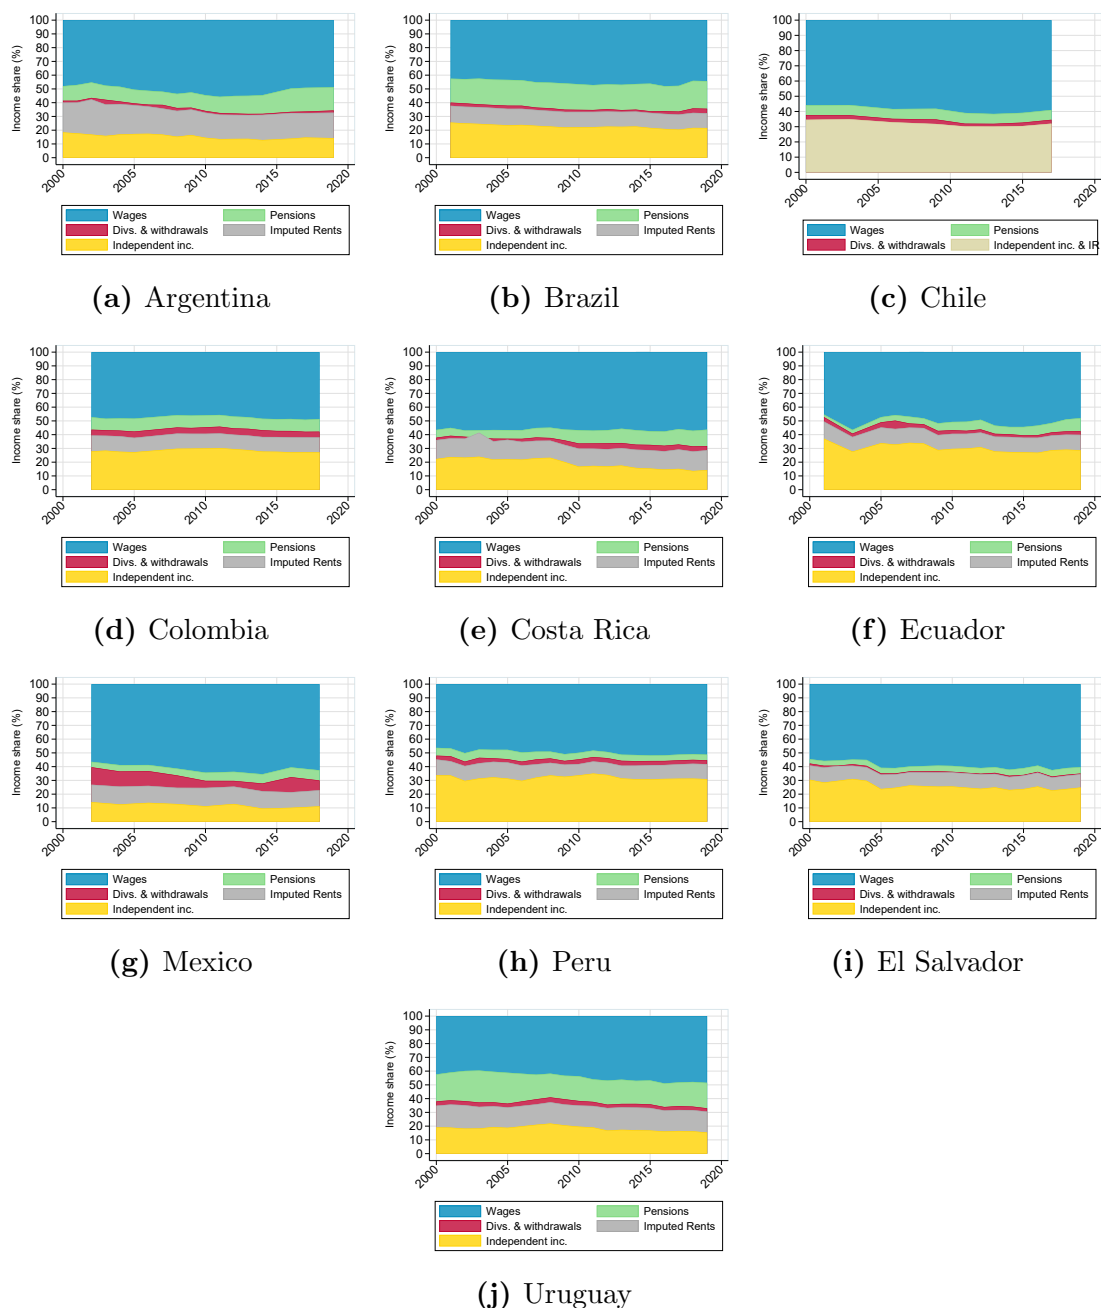 Income share (%)
100
90
80
70
60
50
40
30
20
10
0
2000
2005
2010
2015
2020
Wages
Pensions
Divs. & withdrawals
Imputed Rents
Independent inc.
(a) Argentina
Income share (%)
100
90
80
70
60
50
40
30
20
10
0
2000
2005
2010
2015
2020
Wages
Pensions
Divs. & withdrawals
Imputed Rents
Independent inc.
(b) Brazil
Income share (%)
100
90
80
70
60
50
40
30
20
10
0
2000
2005
2010
2015
2020
Wages
Pensions
Divs. & withdrawals
Independent inc. & IR
(c) Chile
Income share (%)
100
90
80
70
60
50
40
30
20
10
0
2000
2005
2010
2015
2020
Wages
Pensions
Divs. & withdrawals
Imputed Rents
Independent inc.
(d) Colombia
Income share (%)
100
90
80
70
60
50
40
30
20
10
0
2000
2005
2010
2015
2020
Wages
Pensions
Divs. & withdrawals
Imputed Rents
Independent inc.
(e) Costa Rica
Income share (%)
100
90
80
70
60
50
40
30
20
10
0
2000
2005
2010
2015
2020
Wages
Pensions
Divs. & withdrawals
Imputed Rents
Independent inc.
(f) Ecuador
Income share (%)
100
90
80
70
60
50
40
30
20
10
0
2000
2005
2010
2015
2020
Wages
Pensions
Divs. & withdrawals
Imputed Rents
Independent inc.
(g) Mexico
Income share (%)
100
90
80
70
60
50
40
30
20
10
0
2000
2005
2010
2015
2020
Wages
Pensions
Divs. & withdrawals
Imputed Rents
Independent inc.
(h) Peru
Income share (%)
100
90
80
70
60
50
40
30
20
10
0
2000
2005
2010
2015
2020
Wages
Pensions
Divs. & withdrawals
Imputed Rents
Independent inc.
(i) El Salvador
Income share (%)
100
90
80
70
60
50
40
30
20
10
0
2000
2005
2010
2015
2020
Wages
Pensions
Divs. & withdrawals
Imputed Rents
Independent inc.
(j) Uruguay